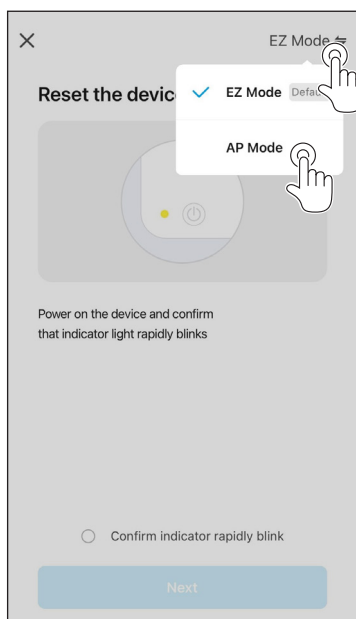 EZ Mode
Reset the devic
EZ Mode Defau
AP Mode
Power on the device and confirm
that indicator light rapidly blinks
Confirm indicator rapidly blink
Next